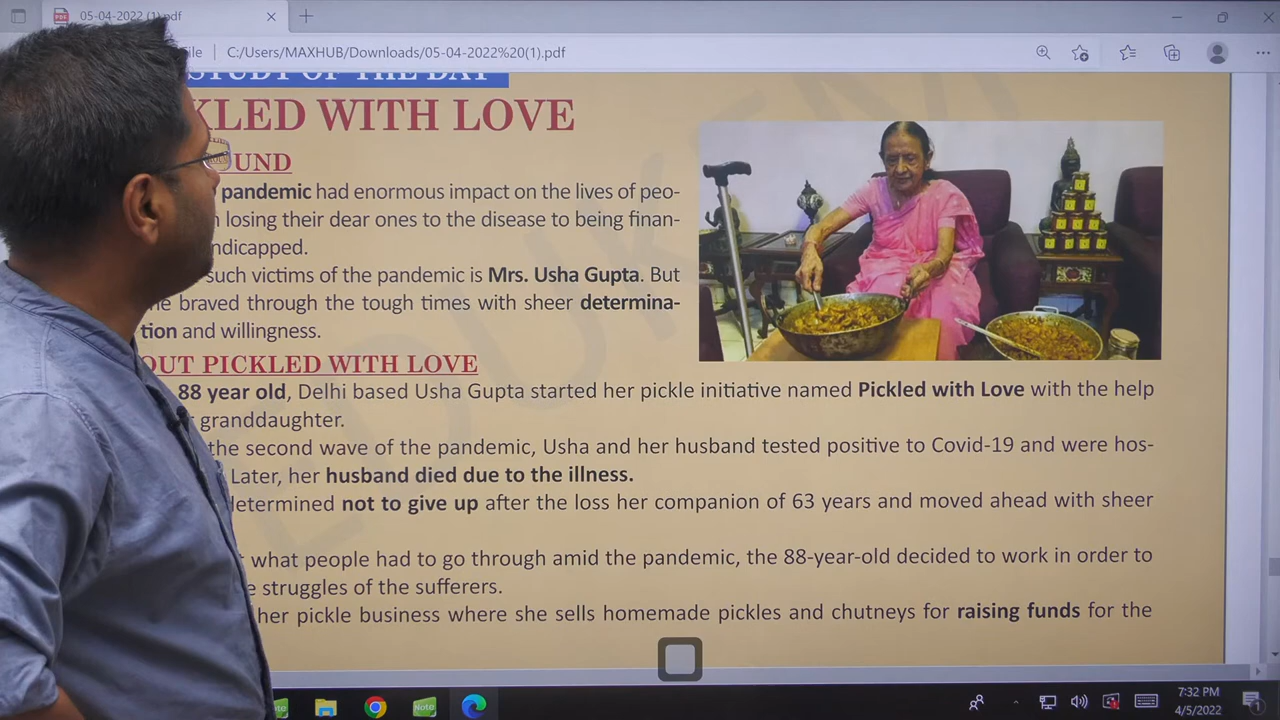 05-04-2022 (1).pdf
File
C:/Users/MAXHUB/Downloads/05-04-2022%20(1).pdf
STUDY OF THE DAY
KLED WITH LOVE
UND
pandemic had enormous impact on the lives of peo-
losing their dear ones to the disease to being finan-
ndicapped.
such victims of the pandemic is Mrs. Usha Gupta. But
braved through the tough times with sheer determina-
tion and willingness.
OUT PICKLED WITH LOVE
88 year old, Delhi based Usha Gupta started her pickle initiative named Pickled with Love with the help
granddaughter.
the second wave of the pandemic, Usha and her husband tested positive to Covid-19 and were hos-
Later, her husband died due to the illness.
determined not to give up after the loss her companion of 63 years and moved ahead with sheer
what people had to go through amid the pandemic, the 88-year-old decided to work in order to
e struggles of the sufferers.
her pickle business where she sells homemade pickles and chutneys for raising funds for the
Note
7:32 PM
4/5/2022
1